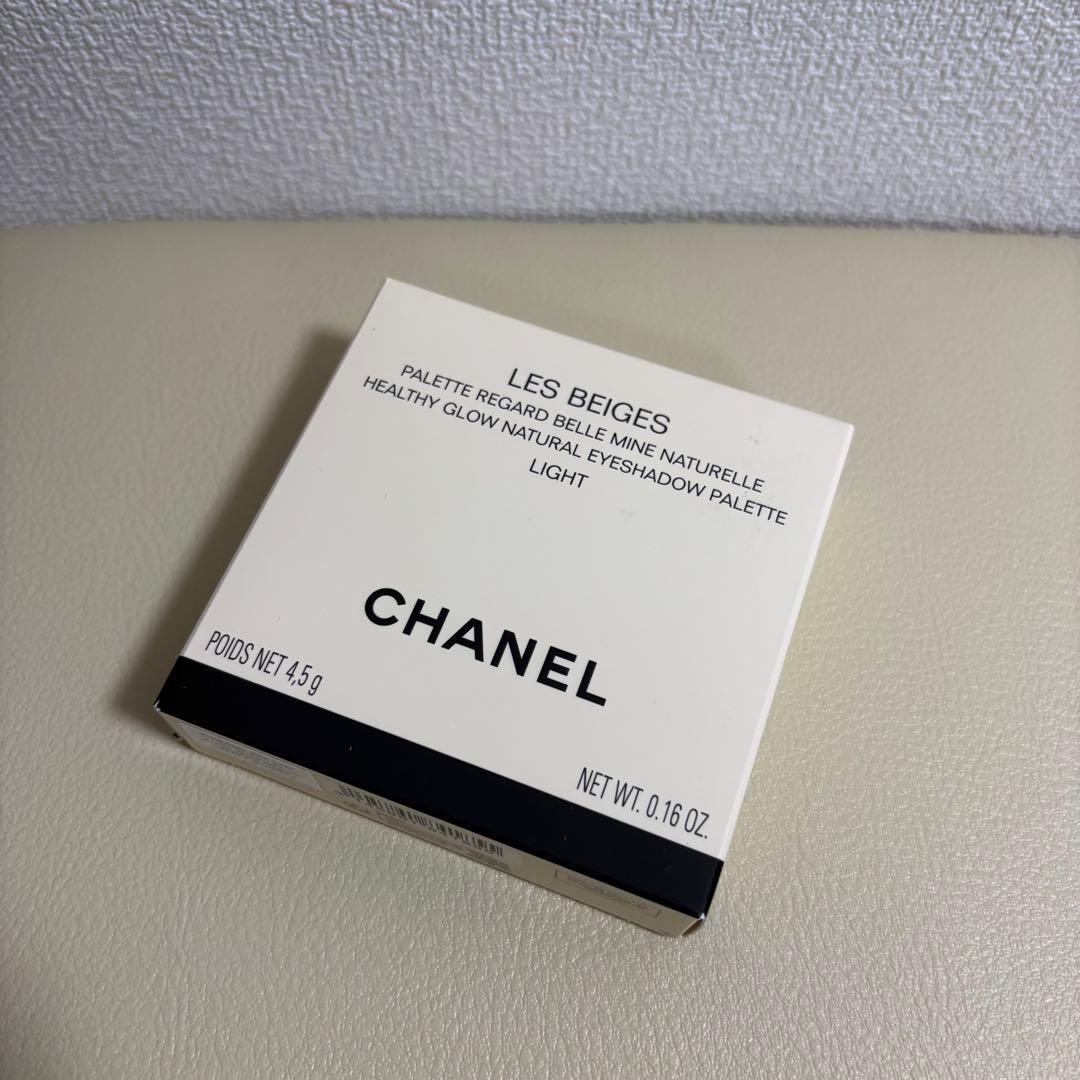 LES BEIGES
PALETTE REGARD BELLE MINE NATURELLE
HEALTHY GLOW NATURAL EYESHADOW PALETTE
LIGHT
CHANEL
POIDS NET 4,5 g
NET WT. 0.16 OZ.